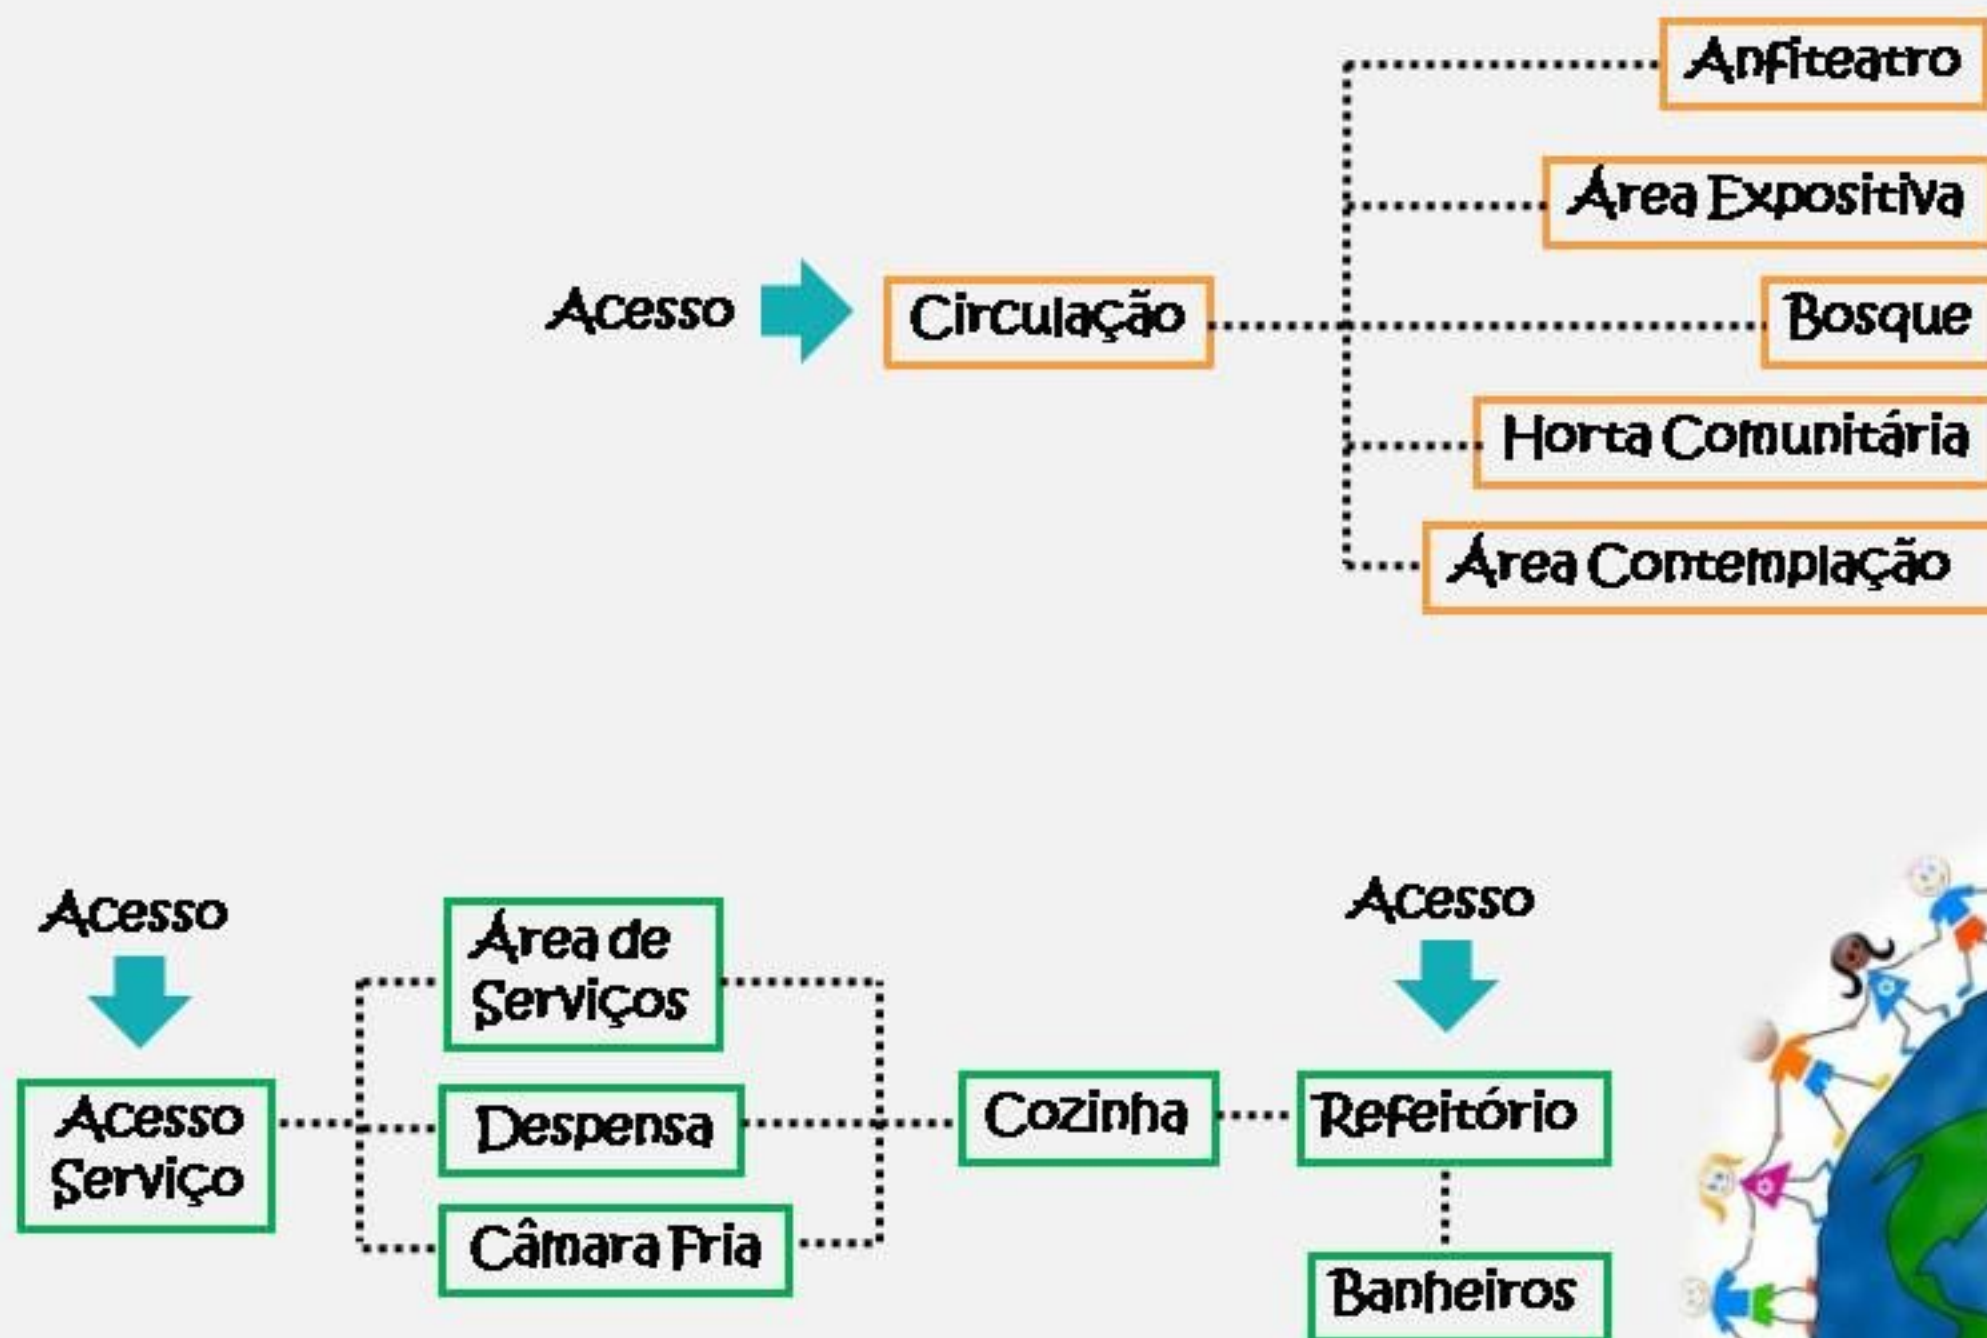 Anfiteatro
Área Expositiva
Acesso
Circulação
Bosque
Horta Comunitária
Área Contemplação
Acesso
Acesso
Área de
Serviços
Acesso
Serviço
Despensa
Cozinha
Refeitório
Câmara Fria
Banheiros